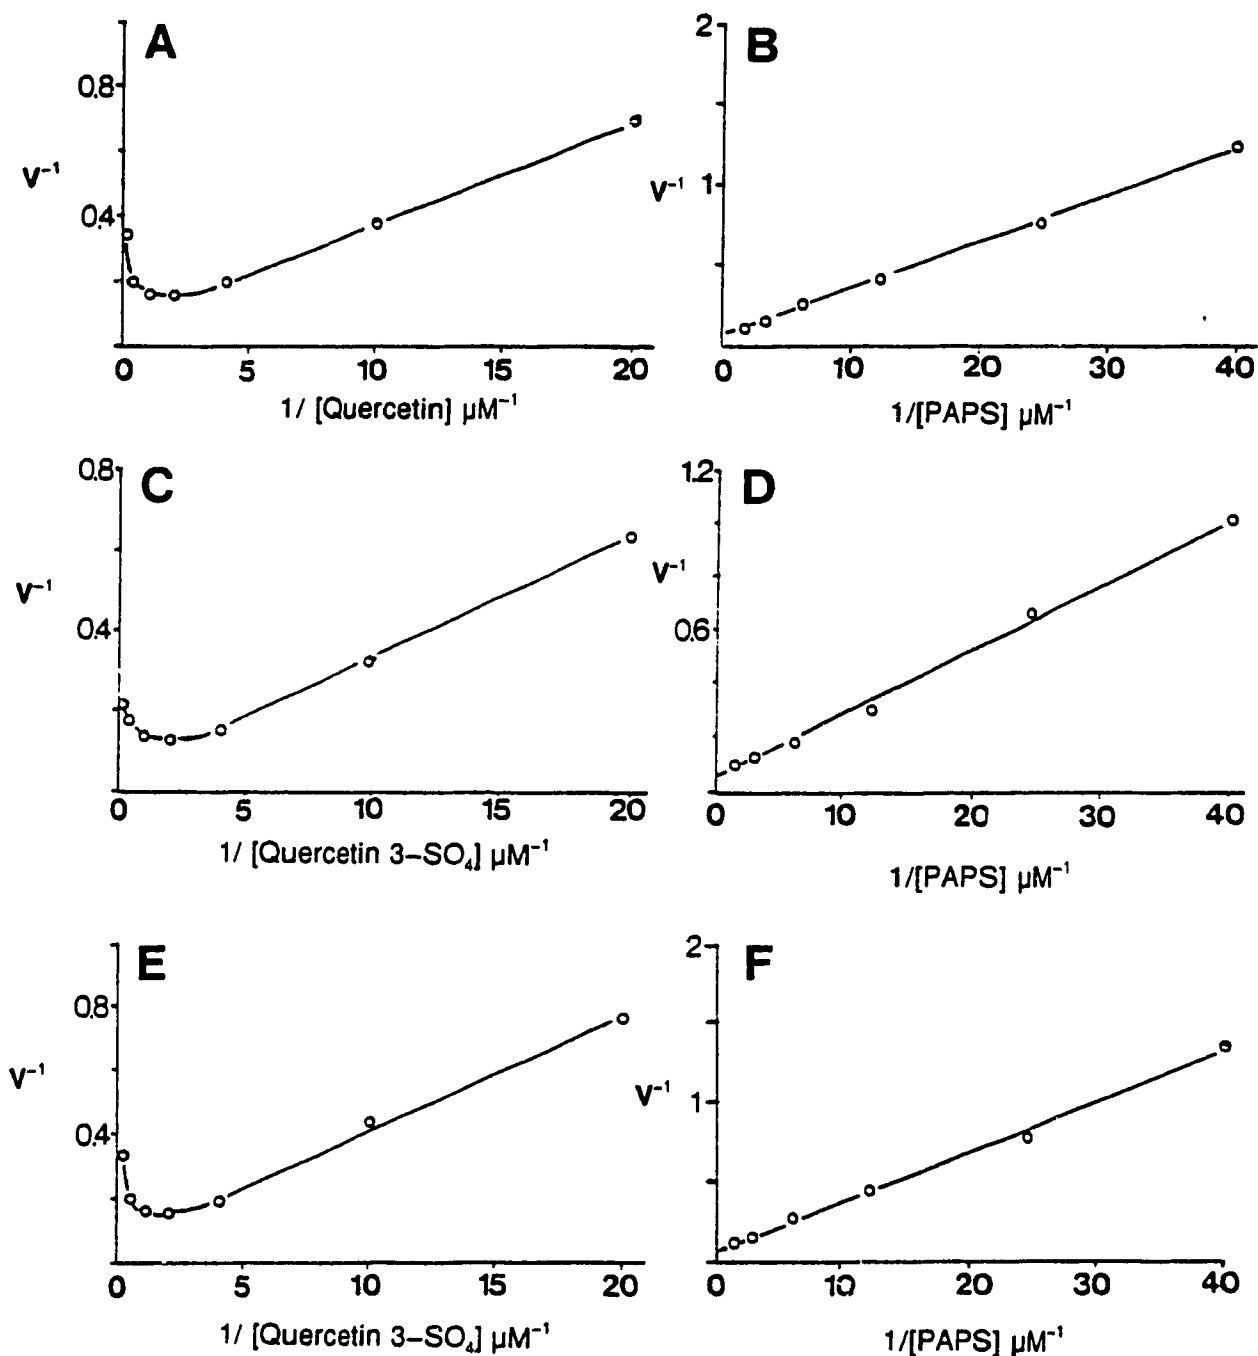 A
0.8
V⁻¹
0.4
0 5 10 15 20
1/ [Quercetin] µM⁻¹
B
2
V⁻¹
1
0 10 20 30 40
1/[PAPS] µM⁻¹
C
0.8
V⁻¹
0.4
0 5 10 15 20
1/ [Quercetin 3–SO₄] µM⁻¹
D
1.2
V⁻¹
0.6
0 10 20 30 40
1/[PAPS] µM⁻¹
E
0.8
V⁻¹
0.4
0 5 10 15 20
1/ [Quercetin 3–SO₄] µM⁻¹
F
2
V⁻¹
1
0 10 20 30 40
1/[PAPS] µM⁻¹